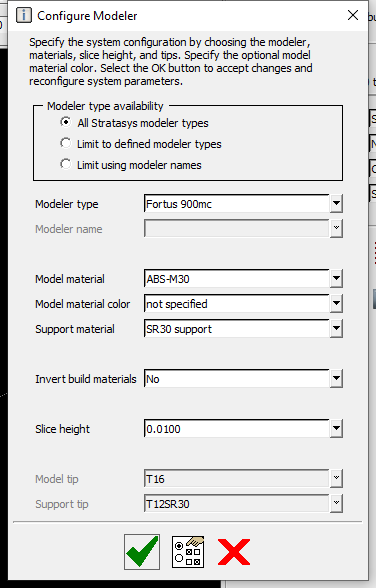 Configure Modeler
Specify the system configuration by choosing the modeler,
materials, slice height, and tips. Specify the optional model
material color. Select the OK button to accept changes and
reconfigure system parameters.
Modeler type availability
All Stratasys modeler types
Limit to defined modeler types
Limit using modeler names
Modeler type Fortus 900mc
Modeler name
Model material ABS-M30
Model material color not specified
Support material SR30 support
Invert build materials No
Slice height 0.0100
Model tip T16
Support tip T12SR30